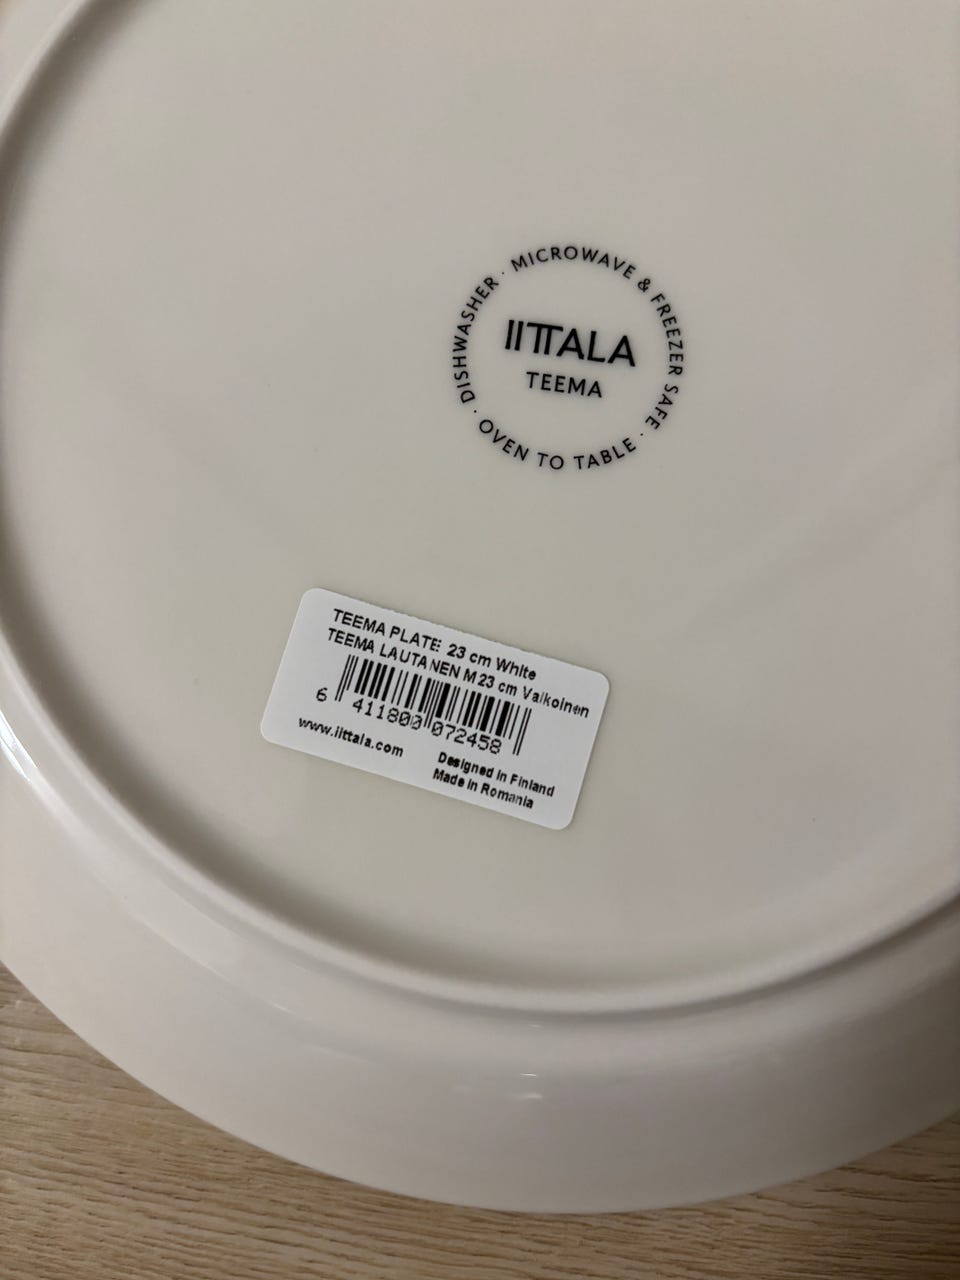 DISHWASHER · MICROWAVE & FREEZER SAFE · OVEN TO TABLE ·
IITTALA
TEEMA
TEEMA PLATE 23 cm White
TEEMA LAUTANEN M 23 cm Valkoinen
6 411800 072458
www.iittala.com
Designed in Finland
Made in Romania